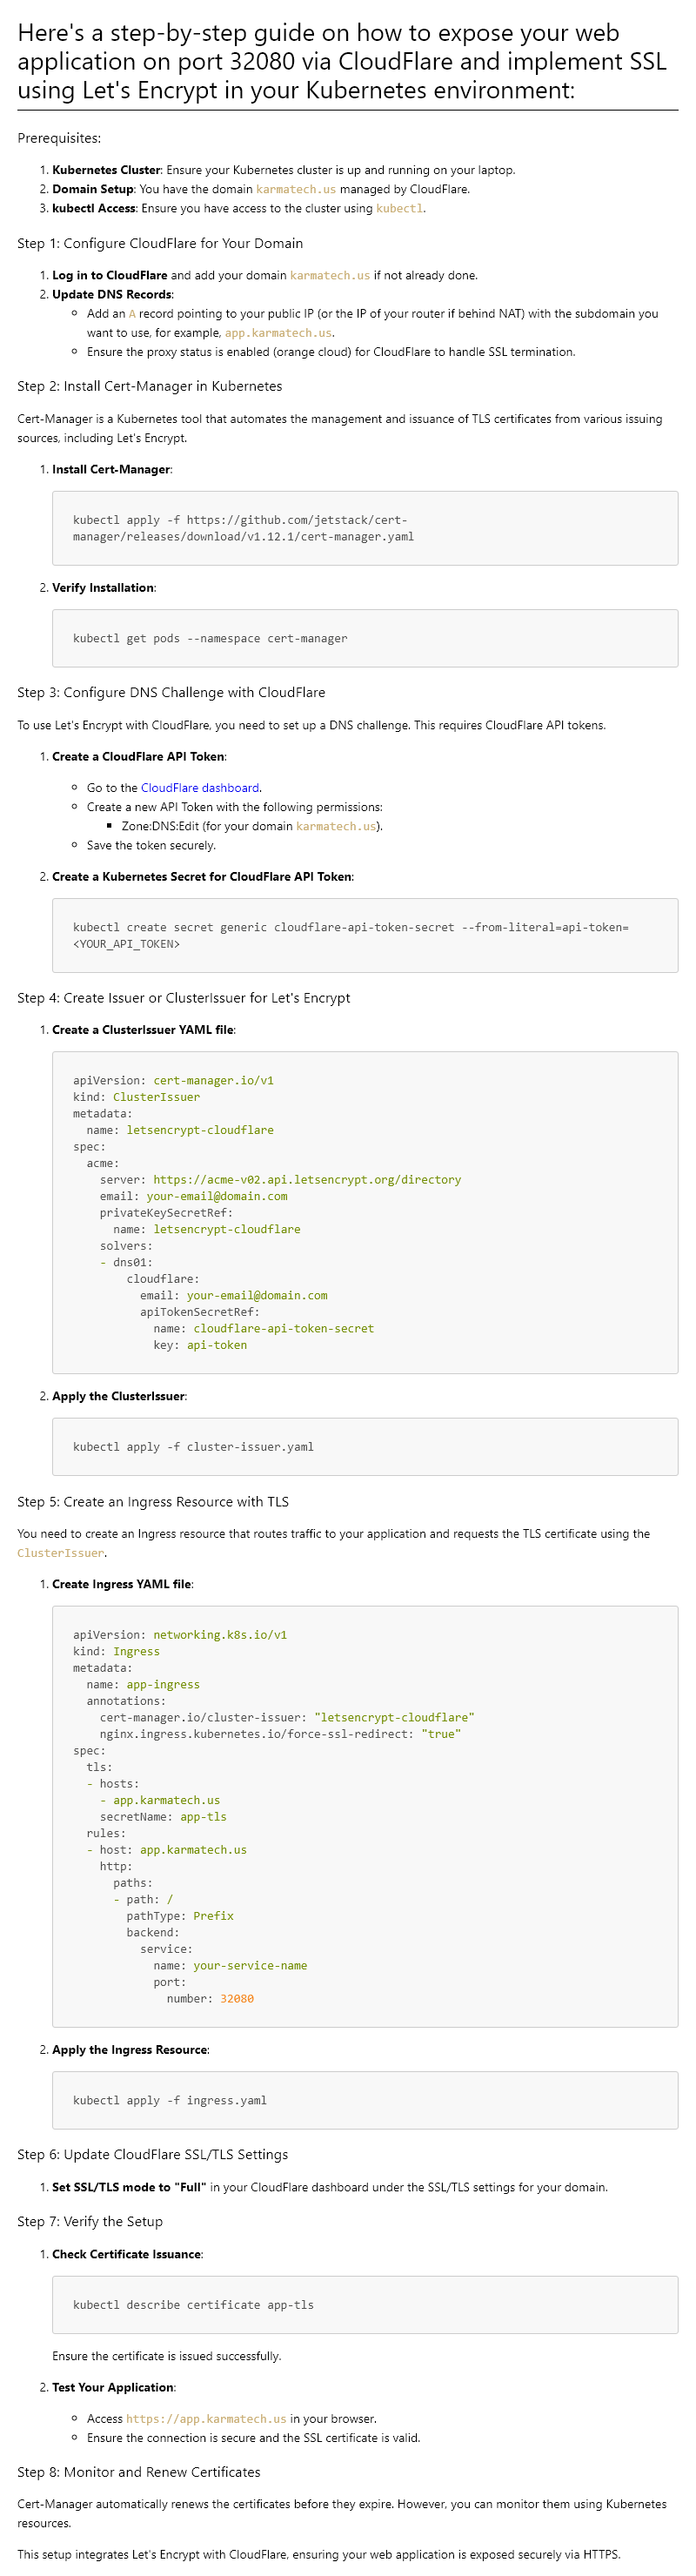 Here's a step-by-step guide on how to expose your web
application on port 32080 via CloudFlare and implement SSL
using Let's Encrypt in your Kubernetes environment:
Prerequisites:
1. Kubernetes Cluster: Ensure your Kubernetes cluster is up and running on your laptop.
2. Domain Setup: You have the domain karmatech.us managed by CloudFlare.
3. kubectl Access: Ensure you have access to the cluster using kubectl.
Step 1: Configure CloudFlare for Your Domain
1. Log in to CloudFlare and add your domain karmatech.us if not already done.
2. Update DNS Records:
◦ Add an A record pointing to your public IP (or the IP of your router if behind NAT) with the subdomain you
want to use, for example, app.karmatech.us.
◦ Ensure the proxy status is enabled (orange cloud) for CloudFlare to handle SSL termination.
Step 2: Install Cert-Manager in Kubernetes
Cert-Manager is a Kubernetes tool that automates the management and issuance of TLS certificates from various issuing
sources, including Let's Encrypt.
1. Install Cert-Manager:
kubectl apply -f https://github.com/jetstack/cert-
manager/releases/download/v1.12.1/cert-manager.yaml
2. Verify Installation:
kubectl get pods --namespace cert-manager
Step 3: Configure DNS Challenge with CloudFlare
To use Let's Encrypt with CloudFlare, you need to set up a DNS challenge. This requires CloudFlare API tokens.
1. Create a CloudFlare API Token:
◦ Go to the CloudFlare dashboard.
◦ Create a new API Token with the following permissions:
▪ Zone:DNS:Edit (for your domain karmatech.us).
◦ Save the token securely.
2. Create a Kubernetes Secret for CloudFlare API Token:
kubectl create secret generic cloudflare-api-token-secret --from-literal=api-token=
<YOUR_API_TOKEN>
Step 4: Create Issuer or ClusterIssuer for Let's Encrypt
1. Create a ClusterIssuer YAML file:
apiVersion: cert-manager.io/v1
kind: ClusterIssuer
metadata:
  name: letsencrypt-cloudflare
spec:
  acme:
    server: https://acme-v02.api.letsencrypt.org/directory
    email: your-email@domain.com
    privateKeySecretRef:
      name: letsencrypt-cloudflare
    solvers:
    - dns01:
        cloudflare:
          email: your-email@domain.com
          apiTokenSecretRef:
            name: cloudflare-api-token-secret
            key: api-token
2. Apply the ClusterIssuer:
kubectl apply -f cluster-issuer.yaml
Step 5: Create an Ingress Resource with TLS
You need to create an Ingress resource that routes traffic to your application and requests the TLS certificate using the
ClusterIssuer.
1. Create Ingress YAML file:
apiVersion: networking.k8s.io/v1
kind: Ingress
metadata:
  name: app-ingress
  annotations:
    cert-manager.io/cluster-issuer: "letsencrypt-cloudflare"
    nginx.ingress.kubernetes.io/force-ssl-redirect: "true"
spec:
  tls:
  - hosts:
    - app.karmatech.us
    secretName: app-tls
  rules:
  - host: app.karmatech.us
    http:
      paths:
      - path: /
        pathType: Prefix
        backend:
          service:
            name: your-service-name
            port:
              number: 32080
2. Apply the Ingress Resource:
kubectl apply -f ingress.yaml
Step 6: Update CloudFlare SSL/TLS Settings
1. Set SSL/TLS mode to "Full" in your CloudFlare dashboard under the SSL/TLS settings for your domain.
Step 7: Verify the Setup
1. Check Certificate Issuance:
kubectl describe certificate app-tls
Ensure the certificate is issued successfully.
2. Test Your Application:
◦ Access https://app.karmatech.us in your browser.
◦ Ensure the connection is secure and the SSL certificate is valid.
Step 8: Monitor and Renew Certificates
Cert-Manager automatically renews the certificates before they expire. However, you can monitor them using Kubernetes
resources.
This setup integrates Let's Encrypt with CloudFlare, ensuring your web application is exposed securely via HTTPS.